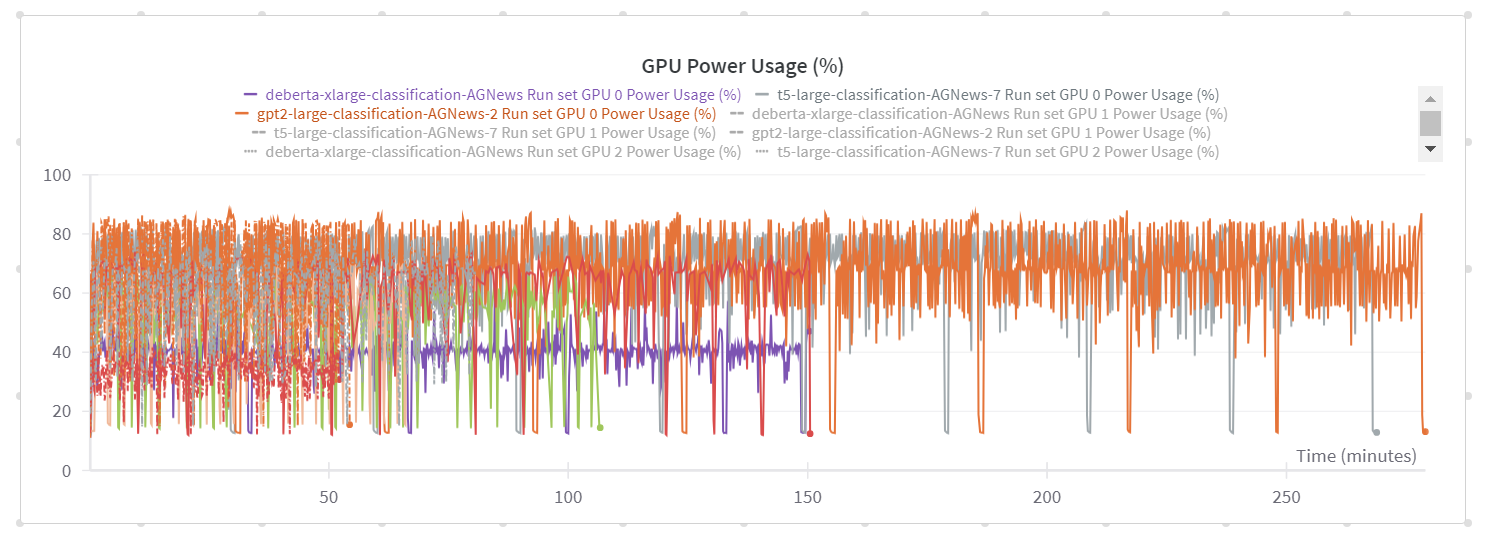 GPU Power Usage (%)
deberta-xlarge-classification-AGNews Run set GPU 0 Power Usage (%) t5-large-classification-AGNews-7 Run set GPU 0 Power Usage (%)
gpt2-large-classification-AGNews-2 Run set GPU 0 Power Usage (%) deberta-xlarge-classification-AGNews Run set GPU 1 Power Usage (%)
t5-large-classification-AGNews-7 Run set GPU 1 Power Usage (%) gpt2-large-classification-AGNews-2 Run set GPU 1 Power Usage (%)
deberta-xlarge-classification-AGNews Run set GPU 2 Power Usage (%) t5-large-classification-AGNews-7 Run set GPU 2 Power Usage (%)
100
80
60
40
20
0
Time (minutes)
50 100 150 200 250